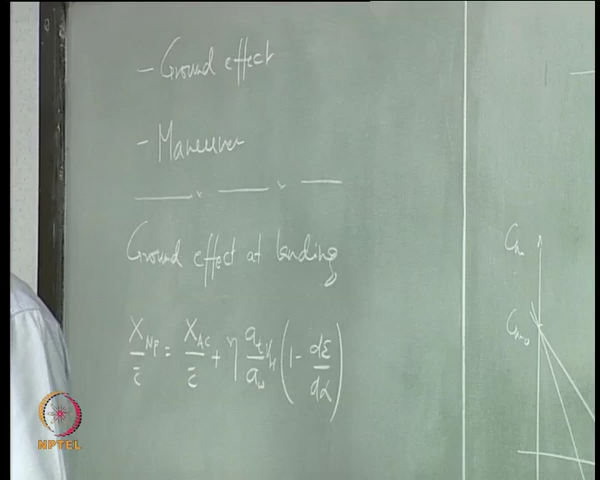 - Ground effect
- Maneuver
Ground effect at landing
X_NP/c̄ = X_AC/c̄ + η a_t/a_w V_H (1 - dε/dα)
C_m
C_m0
NPTEL